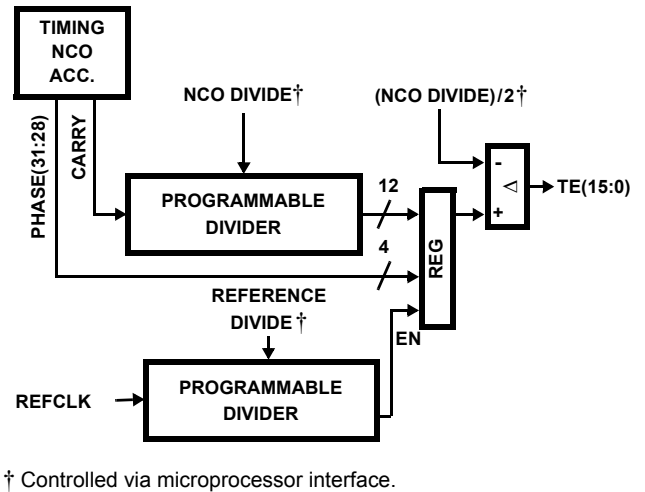 TIMING
NCO
ACC.
NCO DIVIDE†
(NCO DIVIDE)/2†
PHASE(31:28)
CARRY
-
TE(15:0)
PROGRAMMABLE
DIVIDER
12
+
4
REG
REFERENCE
DIVIDE†
EN
REFCLK
PROGRAMMABLE
DIVIDER
† Controlled via microprocessor interface.